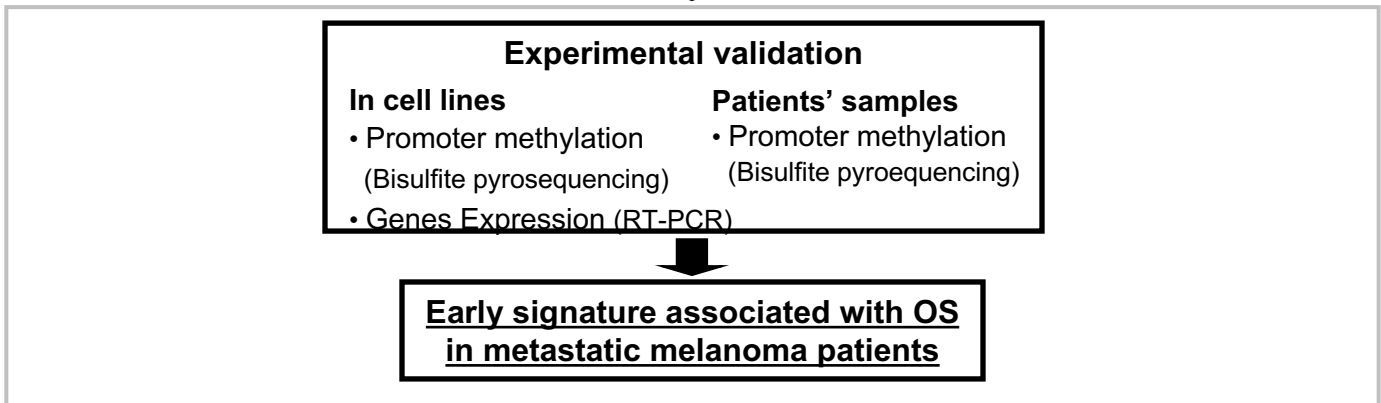 Experimental validation
In cell lines
• Promoter methylation
(Bisulfite pyrosequencing)
• Genes Expression (RT-PCR)
Patients' samples
• Promoter methylation
(Bisulfite pyroequencing)
Early signature associated with OS
in metastatic melanoma patients